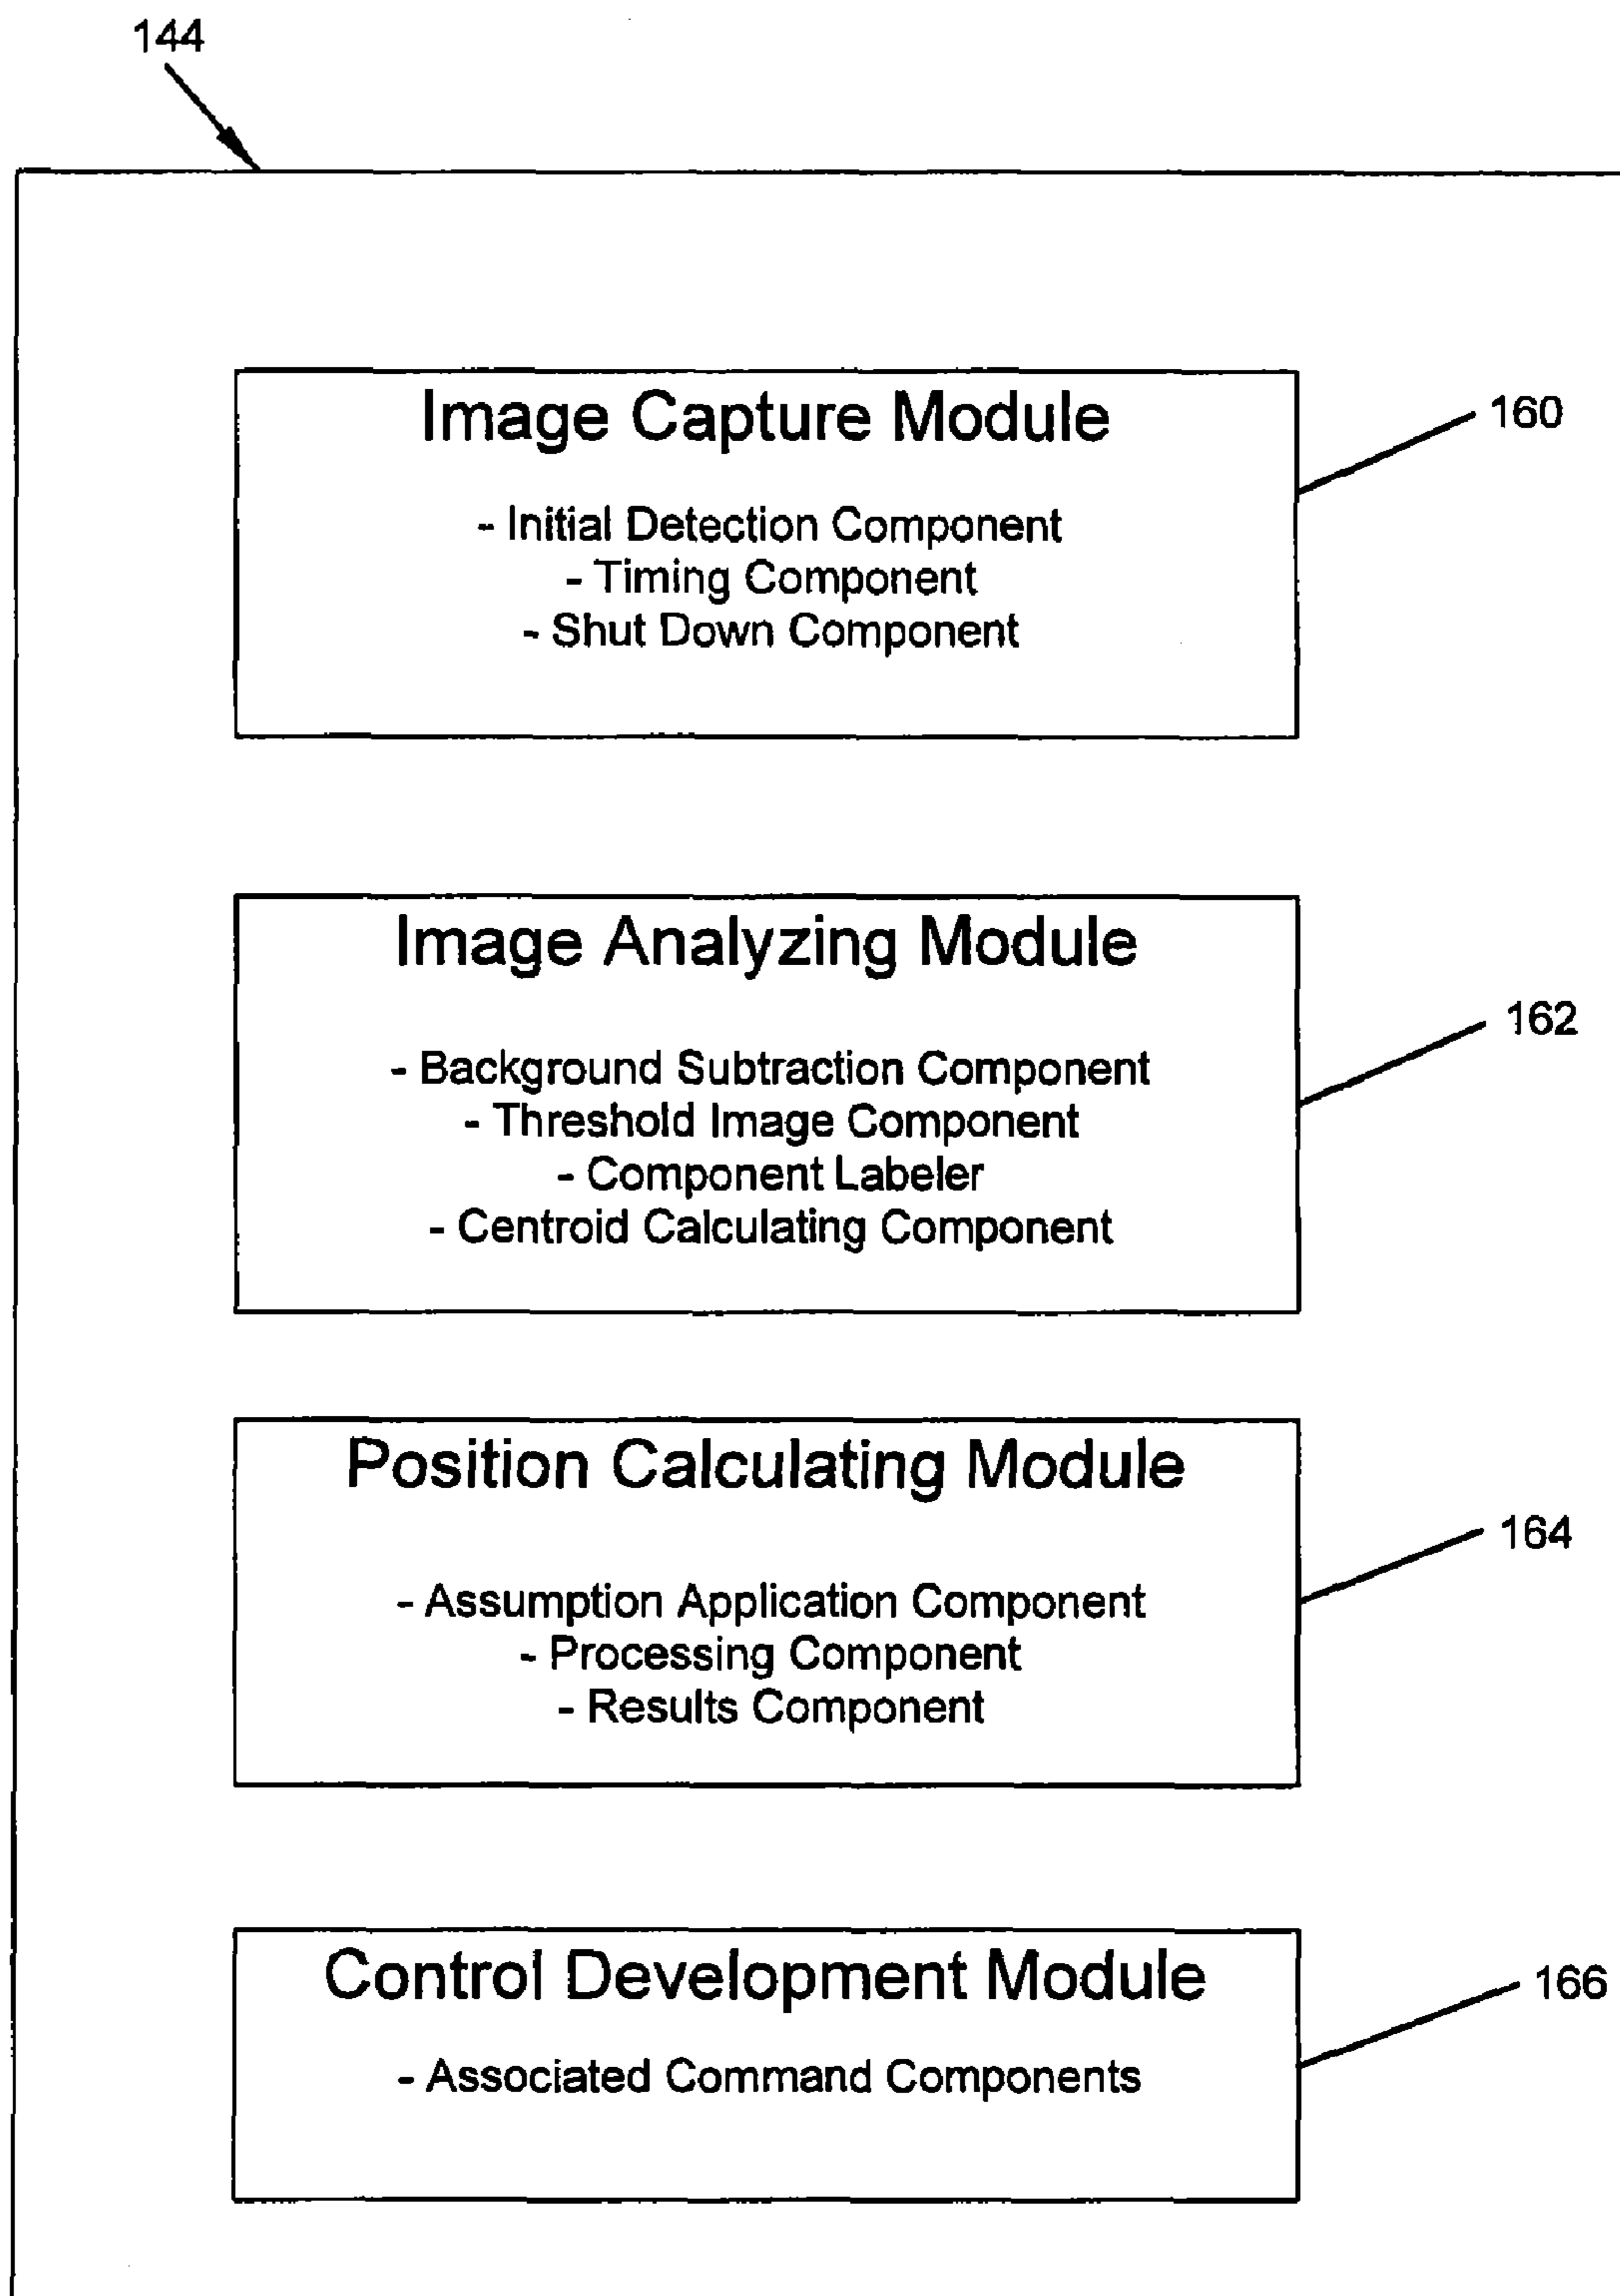 144
Image Capture Module
160
- Initial Detection Component
- Timing Component
- Shut Down Component
Image Analyzing Module
162
- Background Subtraction Component
- Threshold Image Component
- Component Labeler
- Centroid Calculating Component
Position Calculating Module
164
- Assumption Application Component
- Processing Component
- Results Component
Control Development Module
166
- Associated Command Components